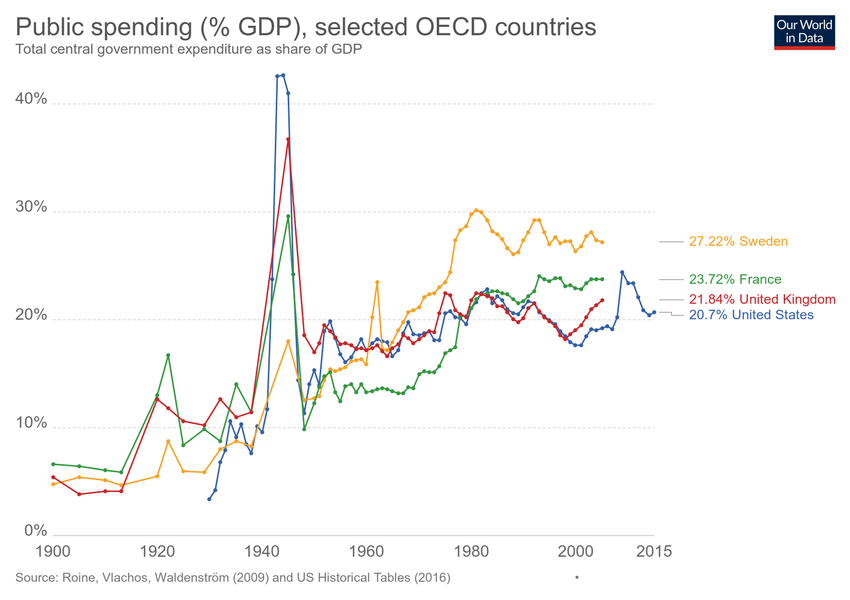 Public spending (% GDP), selected OECD countries
Total central government expenditure as share of GDP
Our World
in Data
40%
30%
20%
10%
0%
27.22% Sweden
23.72% France
21.84% United Kingdom
20.7% United States
1900 1920 1940 1960 1980 2000 2015
Source: Roine, Vlachos, Waldenström (2009) and US Historical Tables (2016)